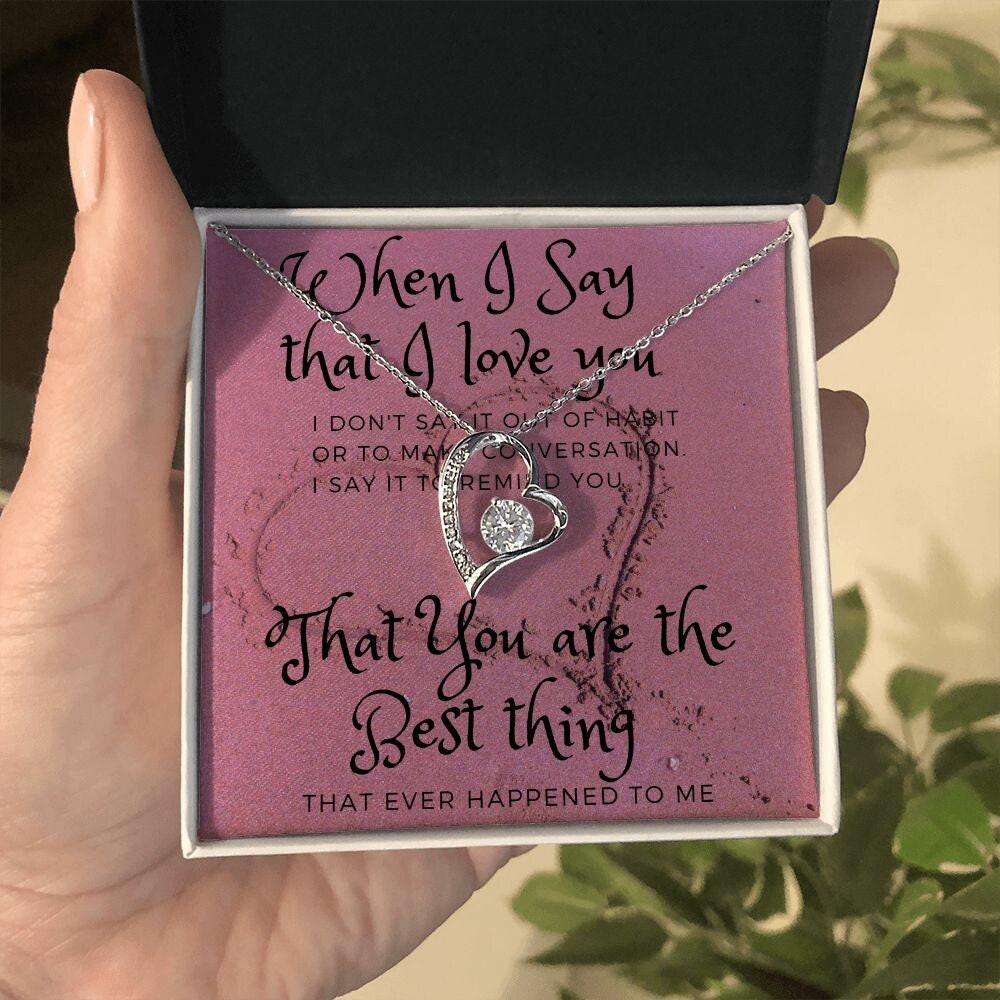 When I Say
that I love you
I DON'T SAY IT OUT OF HABIT
OR TO MAKE CONVERSATION.
I SAY IT TO REMIND YOU
That You are the
Best thing
THAT EVER HAPPENED TO ME